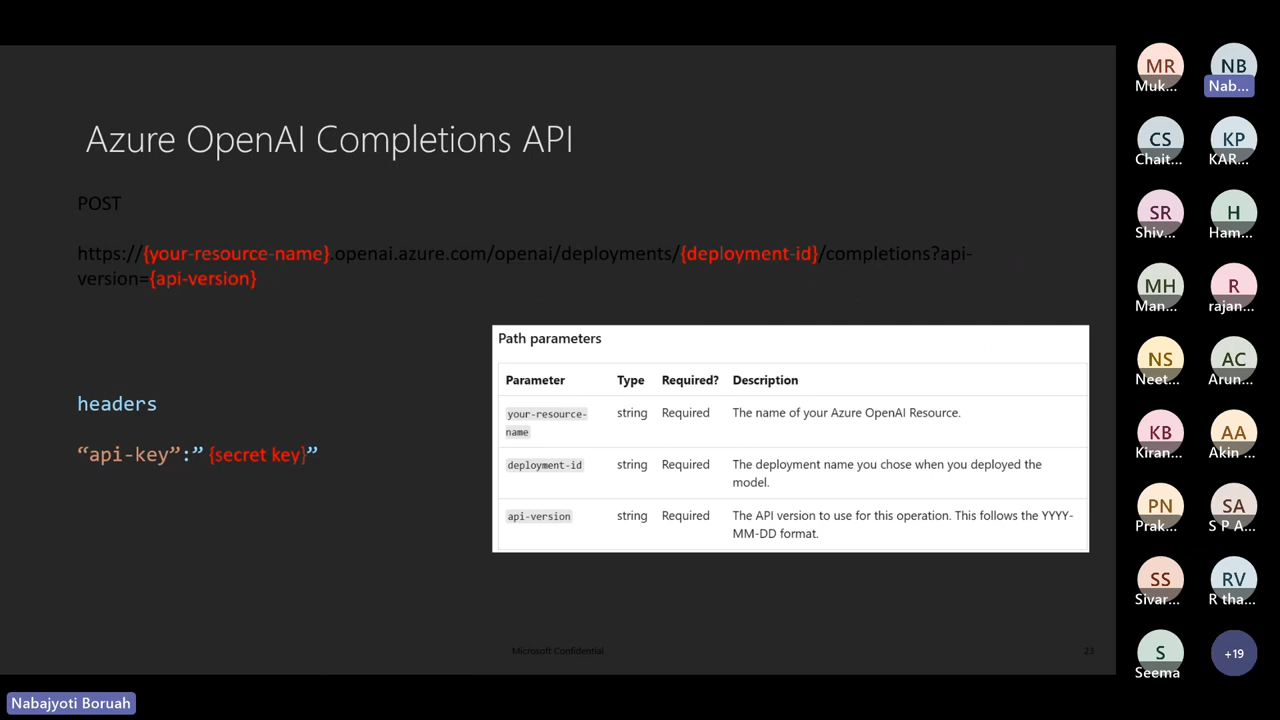 Azure OpenAI Completions API
POST
https://{your-resource-name}.openai.azure.com/openai/deployments/{deployment-id}/completions?api-
version={api-version}
headers
“api-key”:” {secret key}”
Path parameters
Parameter Type Required? Description
your-resource- string Required The name of your Azure OpenAI Resource.
name
deployment-id string Required The deployment name you chose when you deployed the
model.
api-version string Required The API version to use for this operation. This follows the YYYY-
MM-DD format.
Microsoft Confidential
23
Nabajyoti Boruah
MR NB
Muk... Nab...
CS KP
Chait... KAR...
SR H
Shiv... Ham...
MH R
Man... rajan...
NS AC
Neet... Arun...
KB AA
Kiran... Akin ...
PN SA
Prak... S P A...
SS RV
Sivar... R tha...
S +19
Seema